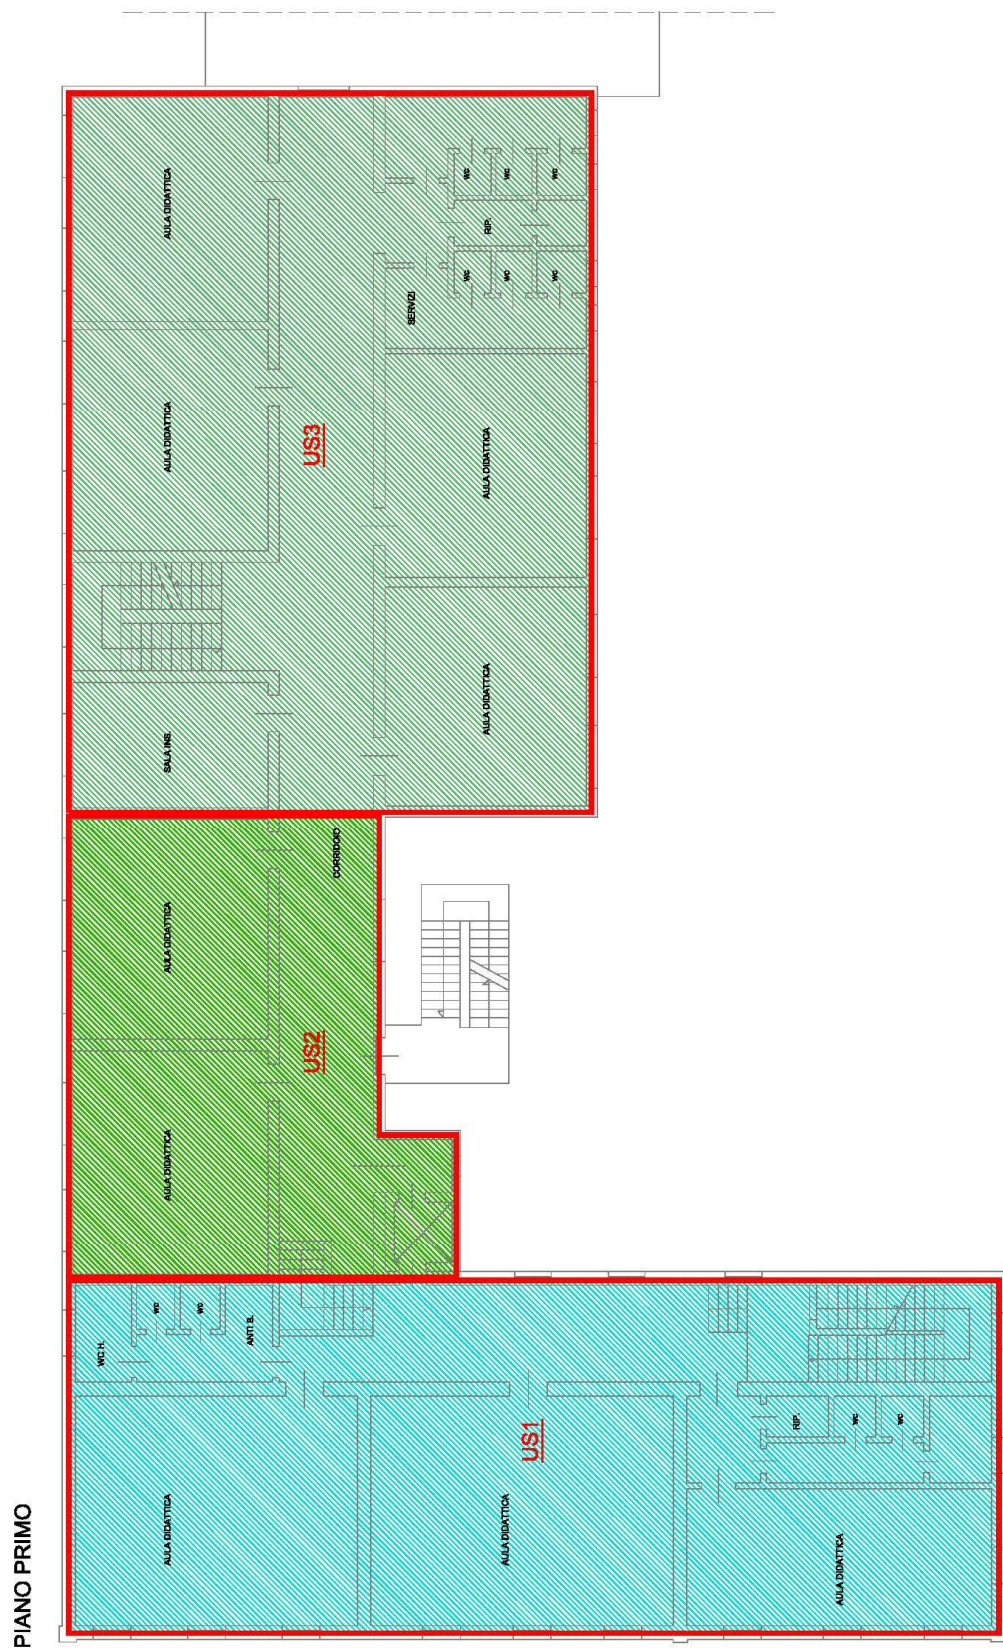 PIANO PRIMO
WC H.
WC
AULA DIDATTICA
AULA DIDATTICA
AULA DIDATTICA
SALA INS.
AULA DIDATTICA
AULA DIDATTICA
WC
ANTI B.
US2
US3
CORRIDOIO
SERVIZI
WC
WC
AULA DIDATTICA
AULA DIDATTICA
RIP.
AULA DIDATTICA
WC
WC
US1
WC
WC
RIP.
AULA DIDATTICA
WC
WC